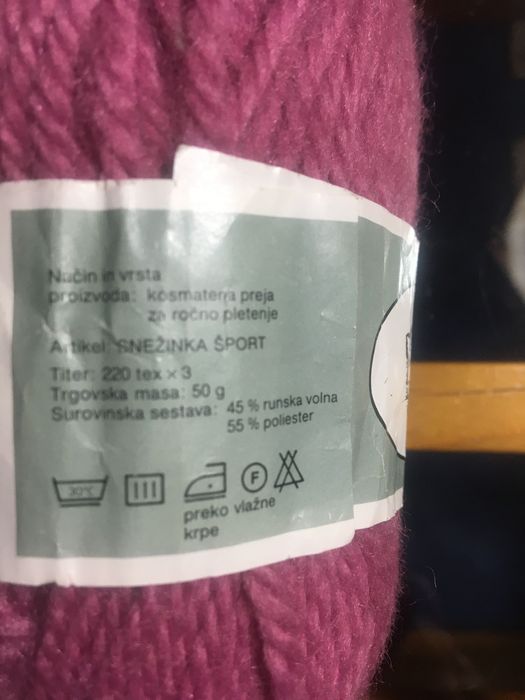 Način in vrsta
proizvoda: kosmatena preja
za ročno pletenje
Artikel: SNEŽINKA ŠPORT
Titer: 220 tex × 3
Trgovska masa: 50 g
Surovinska sestava: 45 % runska volna
55 % poliester
30°C
F
preko vlažne
krpe